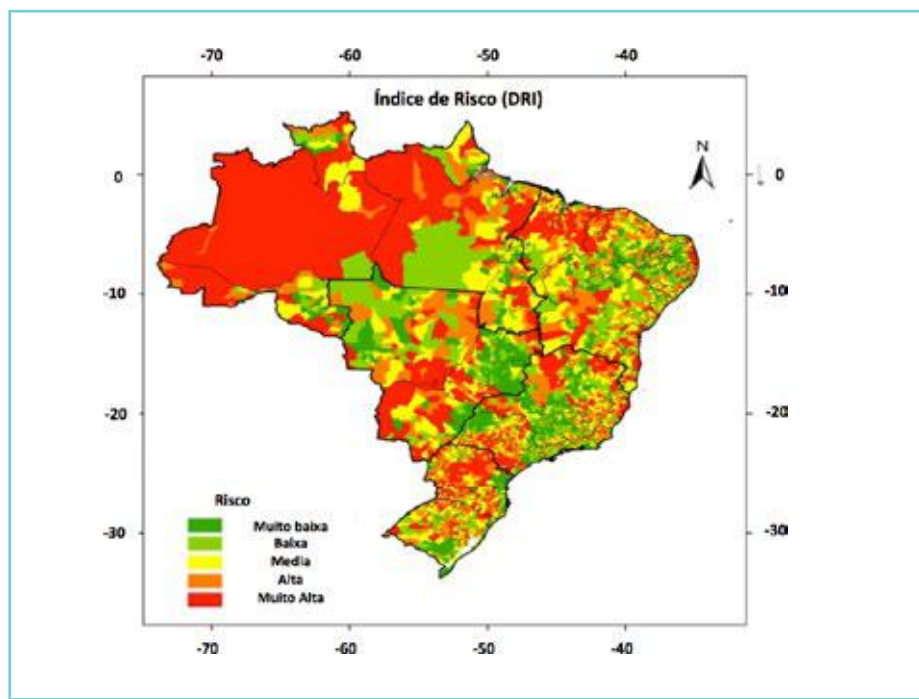 -70 -60 -50 -40
Índice de Risco (DRI)
N
0 0
-10 -10
-20 -20
Risco
Muito baixa
Baixa
Media
Alta
Muito Alta
-30 -30
-70 -60 -50 -40